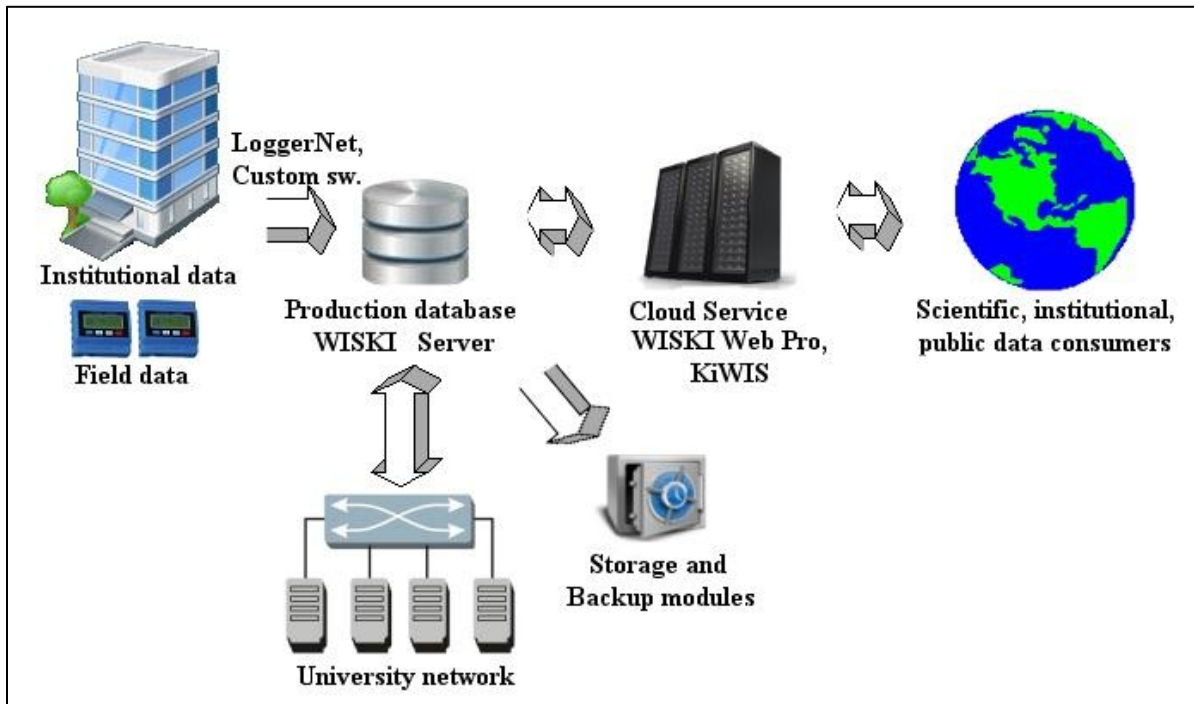 LoggerNet,
Custom sw.
Institutional data
Field data
Production database
WISKI Server
Cloud Service
WISKI Web Pro,
KiWIS
Scientific, institutional,
public data consumers
Storage and
Backup modules
University network